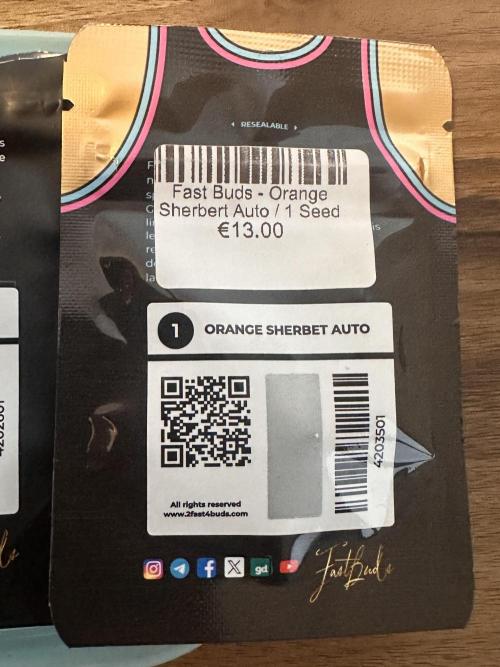 RESEALABLE
Fast Buds - Orange
Sherbert Auto / 1 Seed
€13.00
1 ORANGE SHERBET AUTO
4203501
All rights reserved
www.2fast4buds.com
gd
FastBuds